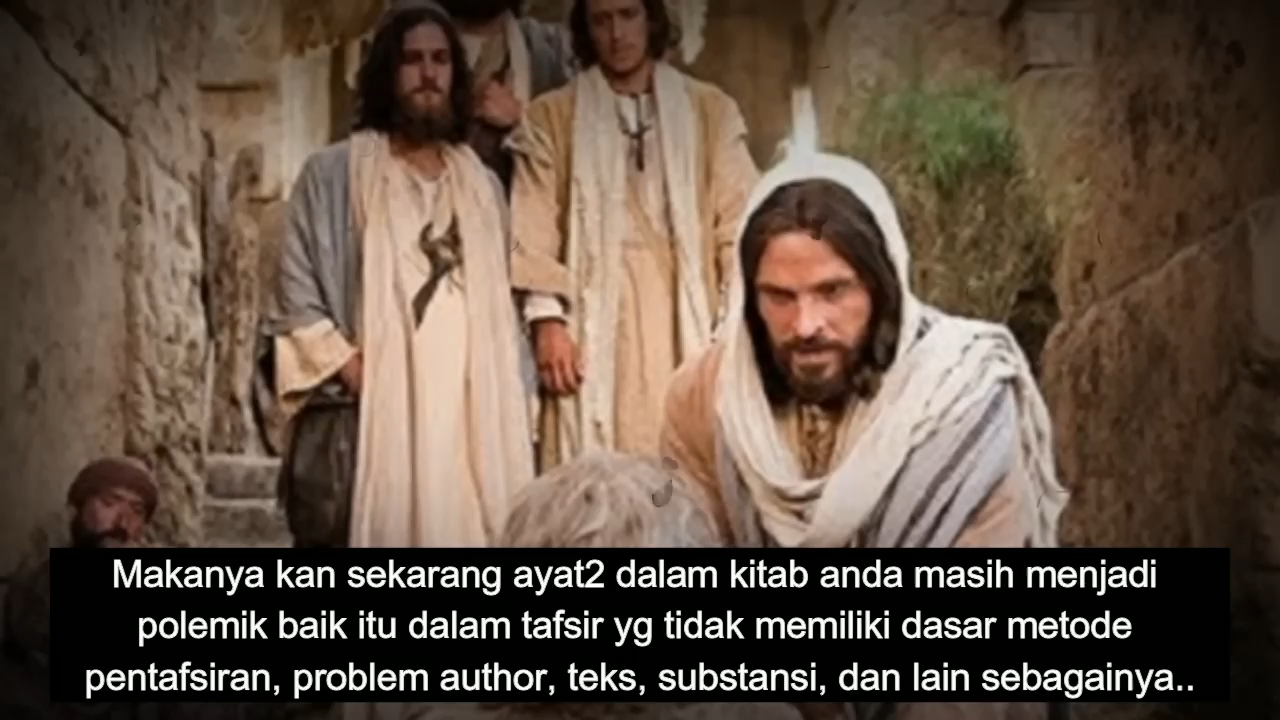 Makanya kan sekarang ayat2 dalam kitab anda masih menjadi
polemik baik itu dalam tafsir yg tidak memiliki dasar metode
pentafsiran, problem author, teks, substansi, dan lain sebagainya..